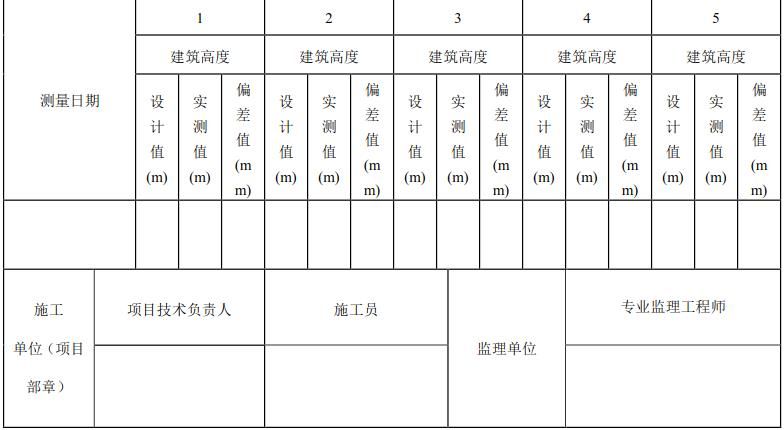 1 2 3 4 5
建筑高度 建筑高度 建筑高度 建筑高度 建筑高度
测量日期
设计值(m) 实测值(m) 偏差值(mm) 设计值(m) 实测值(m) 偏差值(mm) 设计值(m) 实测值(m) 偏差值(mm) 设计值(m) 实测值(m) 偏差值(mm) 设计值(m) 实测值(m) 偏差值(mm)
施工
单位（项目
部章）
项目技术负责人
施工员
监理单位
专业监理工程师